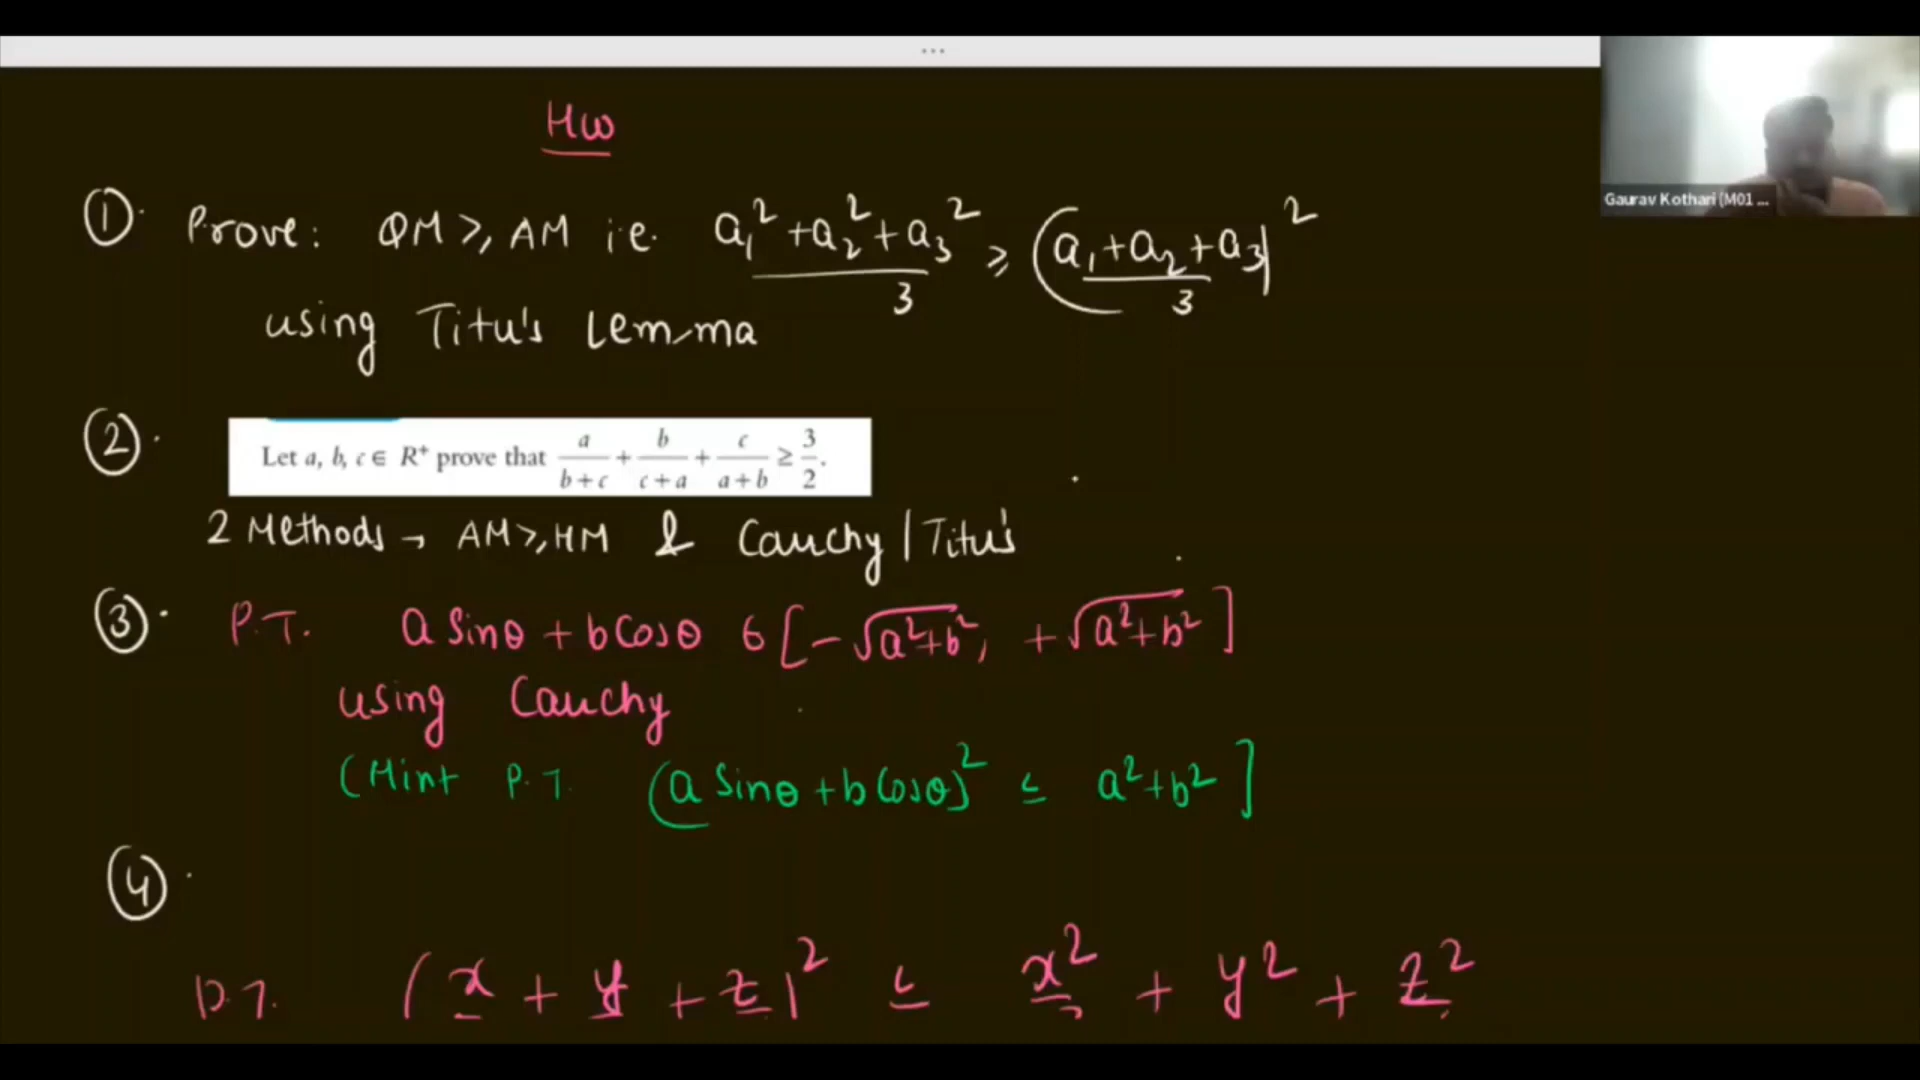 ...
Hw
Gaurav Kothari (M01 ...
① Prove: QM ≥ AM i.e. (a₁² + a₂² + a₃²)/3 ≥ ((a₁ + a₂ + a₃)/3)²
using Titu's Lemma
② Let a, b, c ∈ R⁺ prove that a/(b+c) + b/(c+a) + c/(a+b) ≥ 3/2.
2 Methods → AM ≥ HM & Cauchy | Titu's
③ P.T. a Sinθ + b Cosθ ∈ [-√(a²+b²), +√(a²+b²)]
using Cauchy
(Hint P.T. (a Sinθ + b Cosθ)² ≤ a² + b²]
④
P.T. (x + y + z)² ≤ x² + y² + z²